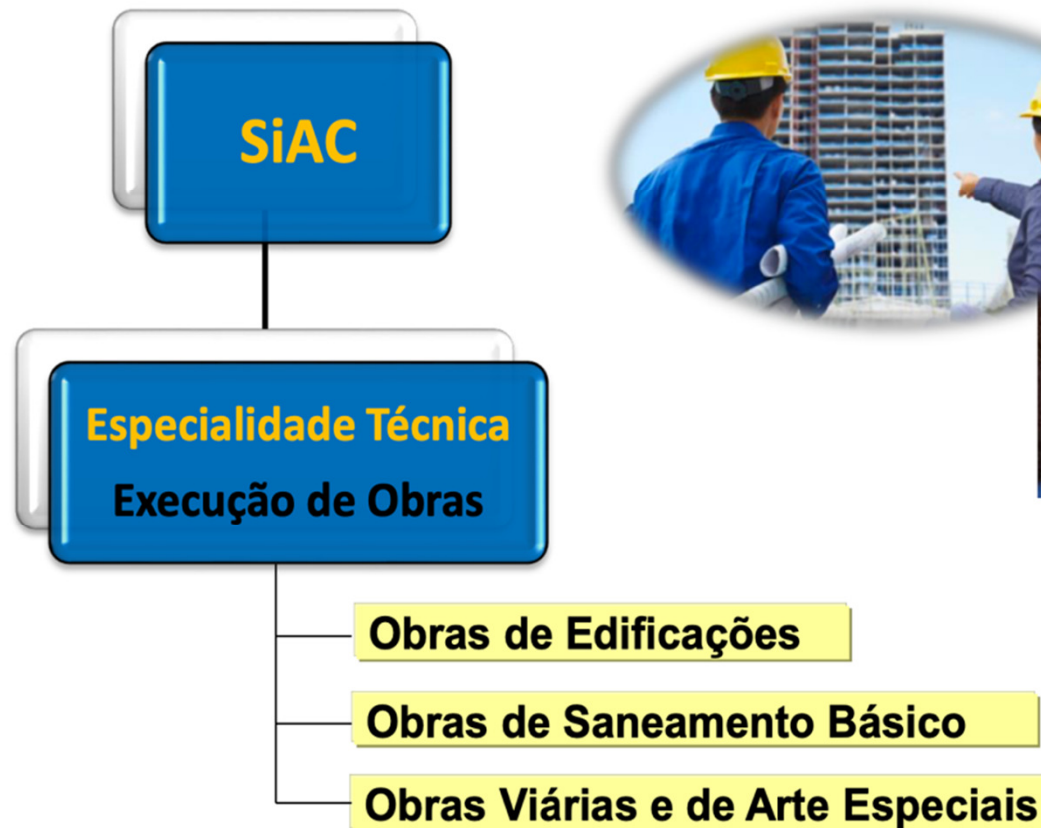 SiAC
Especialidade Técnica
Execução de Obras
Obras de Edificações
Obras de Saneamento Básico
Obras Viárias e de Arte Especiais